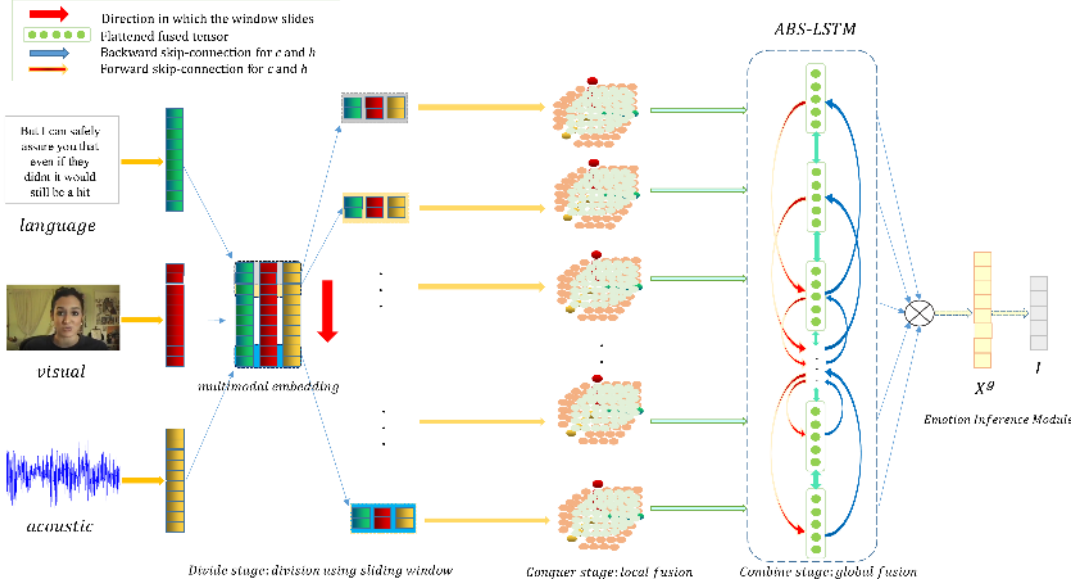 Direction in which the window slides
Flattened fused tensor
Backward skip-connection for c and h
Forward skip-connection for c and h
ABS-LSTM
But I can safely
assure you that
even if they
didnt it would
still be a hit
language
visual
multimodal embedding
acoustic
X^g
I
Emotion Inference Module
Divide stage: division using sliding window
Conquer stage: local fusion
Combine stage: global fusion